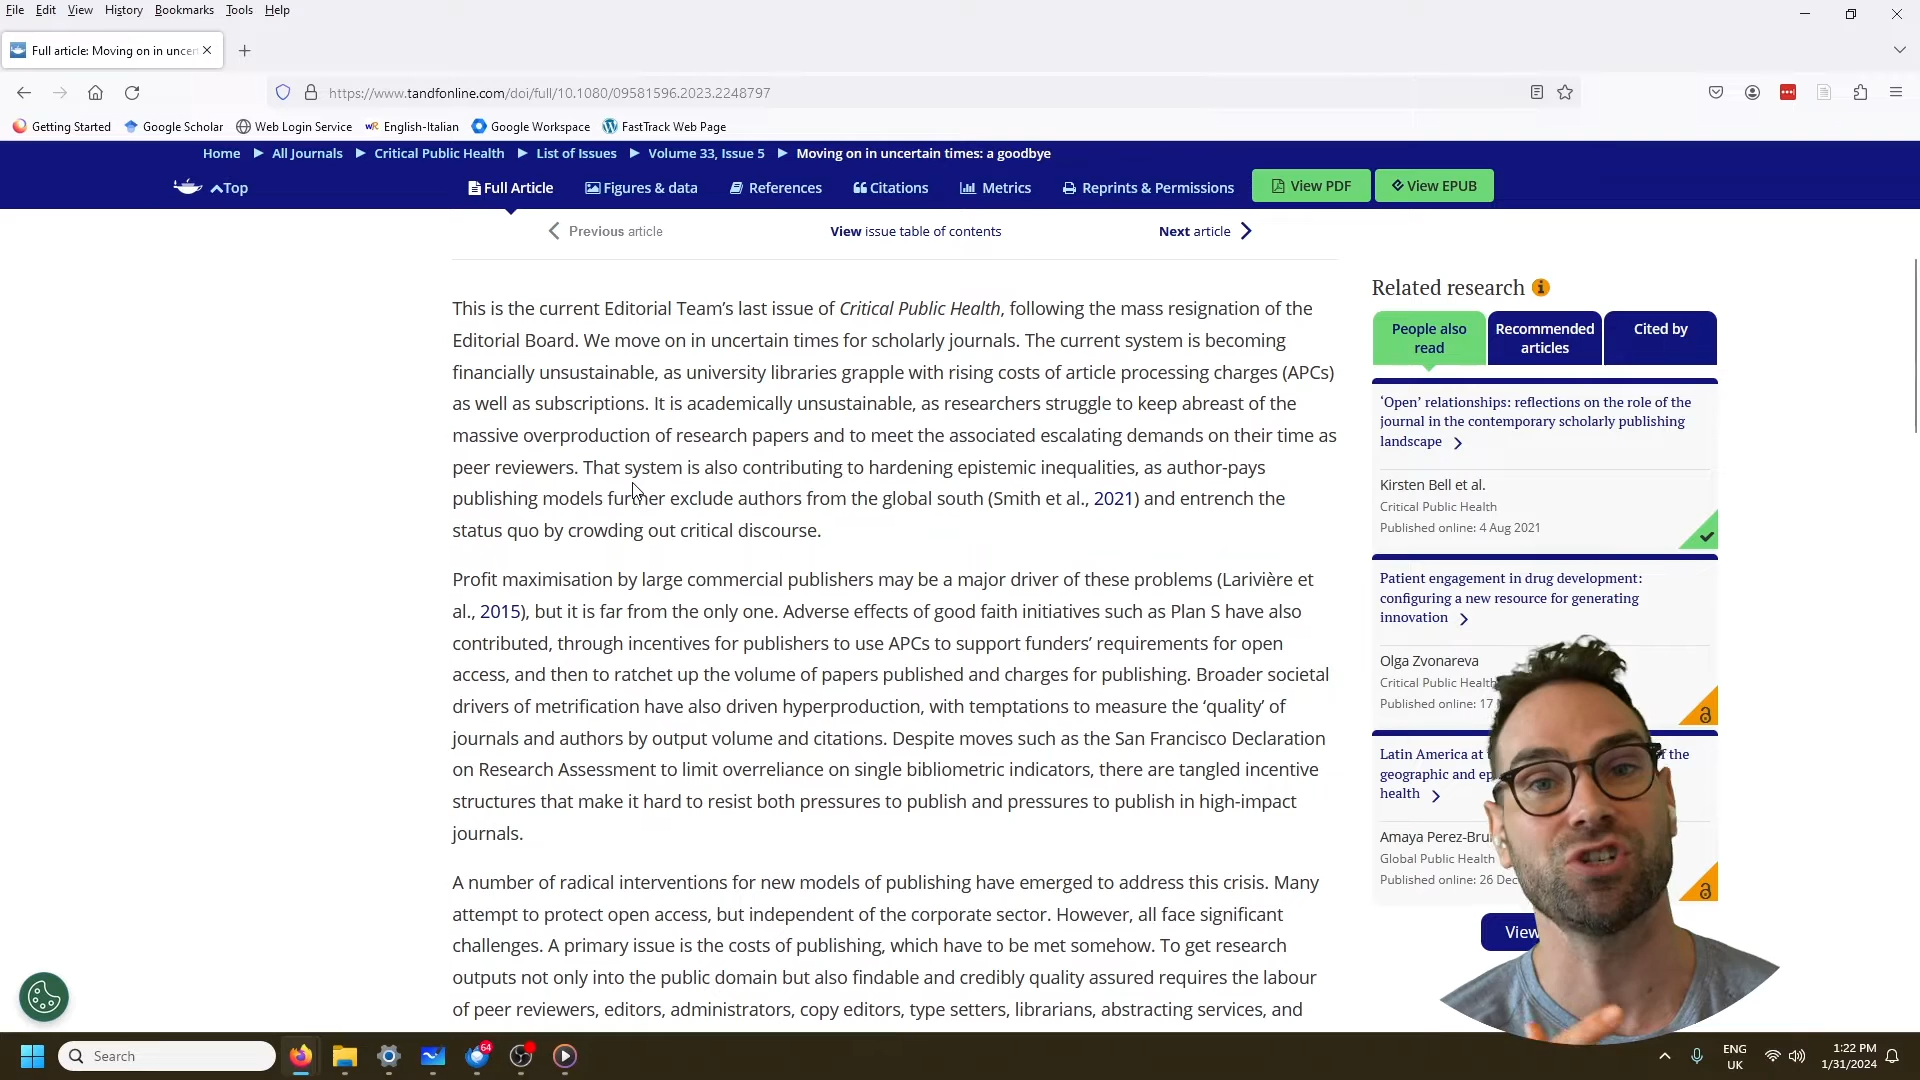 File Edit View History Bookmarks Tools Help
Full article: Moving on in uncer
https://www.tandfonline.com/doi/full/10.1080/09581596.2023.2248797
Getting Started Google Scholar Web Login Service English-Italian Google Workspace FastTrack Web Page
Home All Journals Critical Public Health List of Issues Volume 33, Issue 5 Moving on in uncertain times: a goodbye
Top Full Article Figures & data References Citations Metrics Reprints & Permissions View PDF View EPUB
Previous article View issue table of contents Next article
This is the current Editorial Team’s last issue of Critical Public Health, following the mass resignation of the
Editorial Board. We move on in uncertain times for scholarly journals. The current system is becoming
financially unsustainable, as university libraries grapple with rising costs of article processing charges (APCs)
as well as subscriptions. It is academically unsustainable, as researchers struggle to keep abreast of the
massive overproduction of research papers and to meet the associated escalating demands on their time as
peer reviewers. That system is also contributing to hardening epistemic inequalities, as author-pays
publishing models further exclude authors from the global south (Smith et al., 2021) and entrench the
status quo by crowding out critical discourse.
Profit maximisation by large commercial publishers may be a major driver of these problems (Larivière et
al., 2015), but it is far from the only one. Adverse effects of good faith initiatives such as Plan S have also
contributed, through incentives for publishers to use APCs to support funders’ requirements for open
access, and then to ratchet up the volume of papers published and charges for publishing. Broader societal
drivers of metrification have also driven hyperproduction, with temptations to measure the ‘quality’ of
journals and authors by output volume and citations. Despite moves such as the San Francisco Declaration
on Research Assessment to limit overreliance on single bibliometric indicators, there are tangled incentive
structures that make it hard to resist both pressures to publish and pressures to publish in high-impact
journals.
A number of radical interventions for new models of publishing have emerged to address this crisis. Many
attempt to protect open access, but independent of the corporate sector. However, all face significant
challenges. A primary issue is the costs of publishing, which have to be met somehow. To get research
outputs not only into the public domain but also findable and credibly quality assured requires the labour
of peer reviewers, editors, administrators, copy editors, type setters, librarians, abstracting services, and
Related research
People also
read
Recommended
articles
Cited by
‘Open’ relationships: reflections on the role of the
journal in the contemporary scholarly publishing
landscape
Kirsten Bell et al.
Critical Public Health
Published online: 4 Aug 2021
Patient engagement in drug development:
configuring a new resource for generating
innovation
Olga Zvonareva
Critical Public Health
Published online: 17
Latin America at f the
geographic and ep
health
Amaya Perez-Bru
Global Public Health
Published online: 26 Dec
View
Search
64
ENG
UK
1:22 PM
1/31/2024